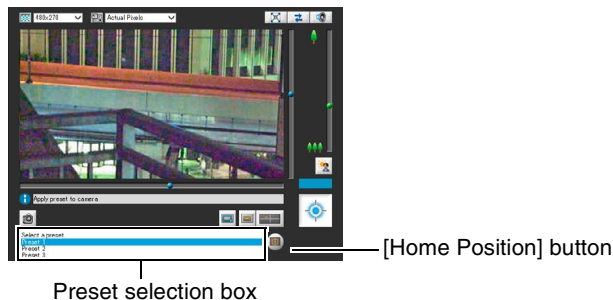 480x270
Actual Pixels
Apply preset to camera
Select a preset
Preset 1
Preset 2
Preset 3
[Home Position] button
Preset selection box